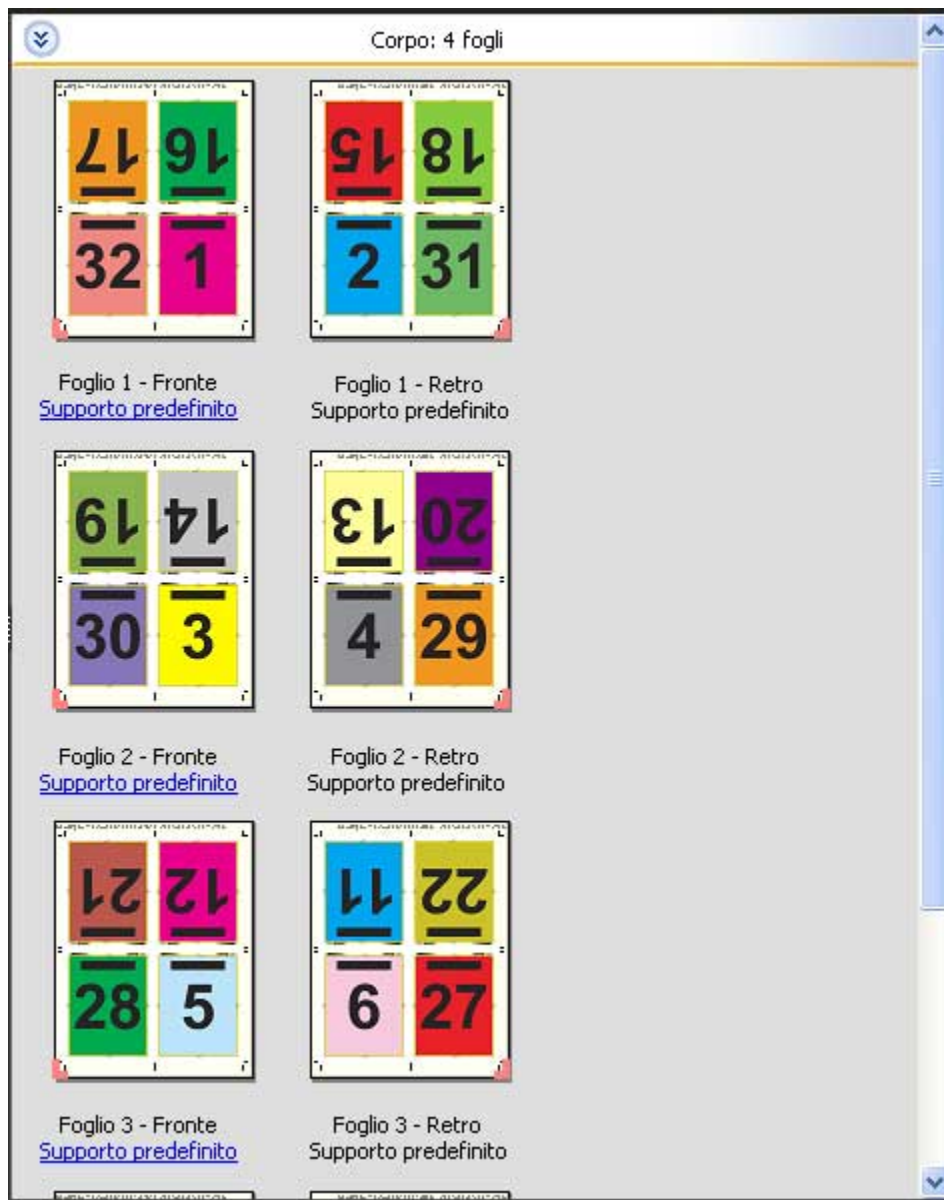 Corpo: 4 fogli
17 16
32 1
15 18
2 31
Foglio 1 - Fronte
Supporto predefinito
Foglio 1 - Retro
Supporto predefinito
19 14
30 3
13 20
4 29
Foglio 2 - Fronte
Supporto predefinito
Foglio 2 - Retro
Supporto predefinito
21 12
28 5
11 22
6 27
Foglio 3 - Fronte
Supporto predefinito
Foglio 3 - Retro
Supporto predefinito